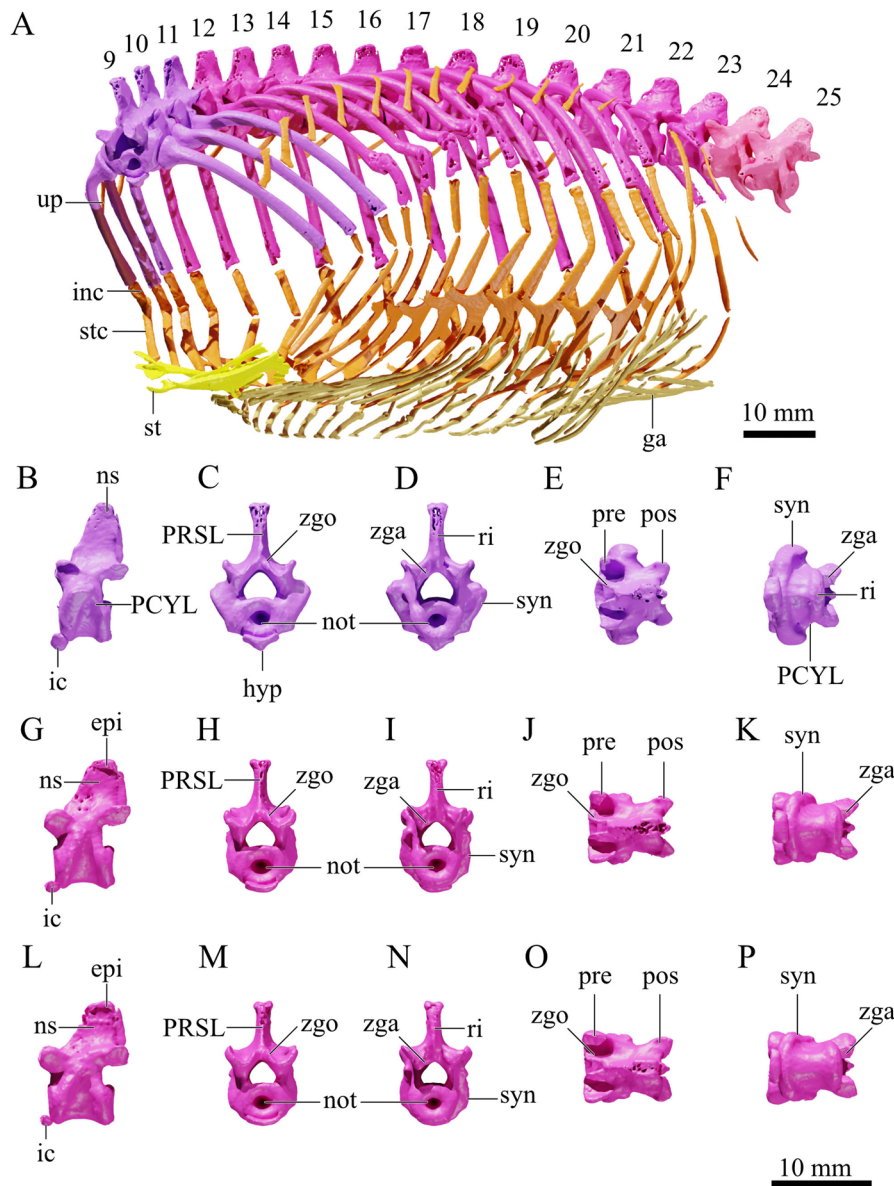 A
9 10 11 12 13 14 15 16 17 18 19 20 21 22 23 24 25
up
inc
stc
st
ga
10 mm
B C D E F
ns
PRSL
zgo
zga
ri
pre
pos
syn
zgo
zga
ri
PCYL
not
syn
ic
hyp
PCYL
G H I J K
epi
ns
PRSL
zgo
zga
ri
pre
pos
zgo
syn
zga
not
syn
ic
L M N O P
epi
ns
PRSL
zgo
zga
ri
pre
pos
zgo
syn
zga
not
syn
ic
10 mm